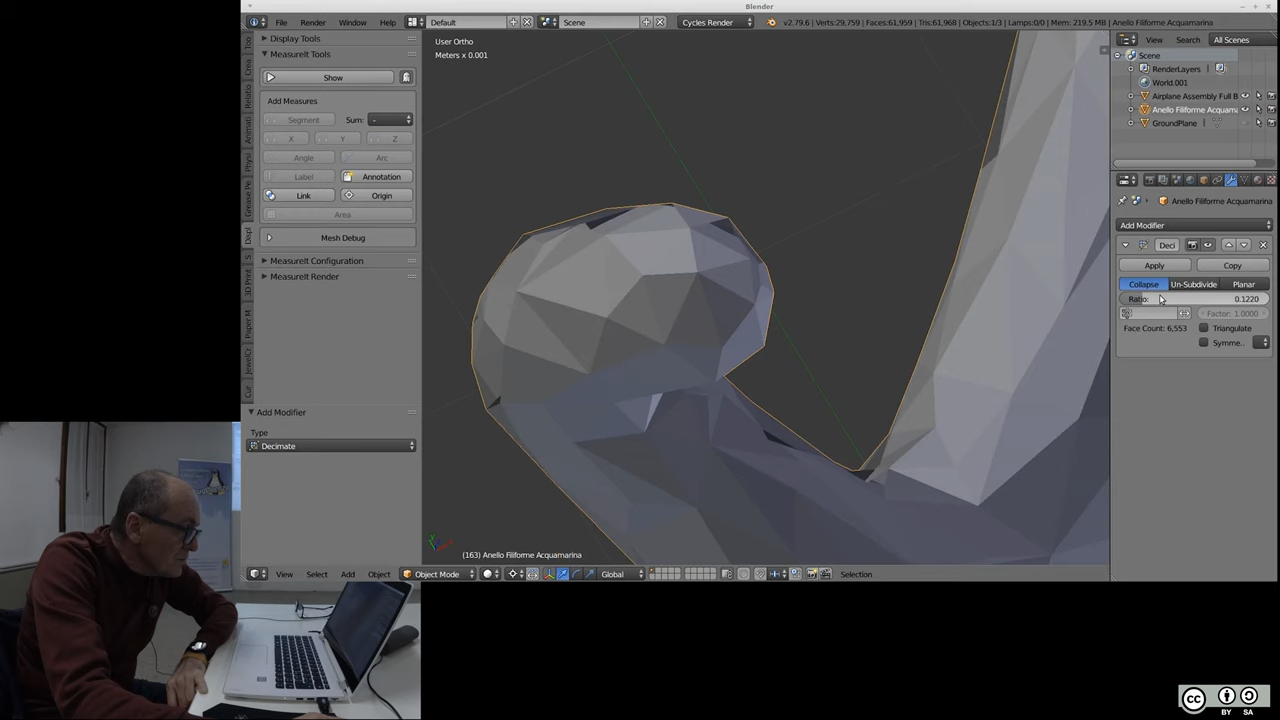 Blender
File Render Window Help Default Scene Cycles Render v2.79.6 | Verts:29,759 | Faces:61,959 | Tris:61,968 | Objects:1/3 | Lamps:0/0 | Mem: 219.5 MB | Anello Filiforme Acquamarina
Display Tools
MeasureIt Tools
Show
Add Measures
Segment Sum: -
X Y Z
Angle Arc
Label Annotation
Link Origin
Area
Mesh Debug
MeasureIt Configuration
MeasureIt Render
Add Modifier
Type
Decimate
User Ortho
Meters x 0.001
(163) Anello Filiforme Acquamarina
View Select Add Object Object Mode Global Selection
View Search All Scenes
Scene
RenderLayers
World.001
Airplane Assembly Full B
Anello Filiforme Acquama
GroundPlane
Anello Filiforme Acquamarina
Add Modifier
Deci
Apply Copy
Collapse Un-Subdivide Planar
Ratio: 0.1220
Factor: 1.0000
Face Count: 6,553 Triangulate
Symme..
CC BY SA